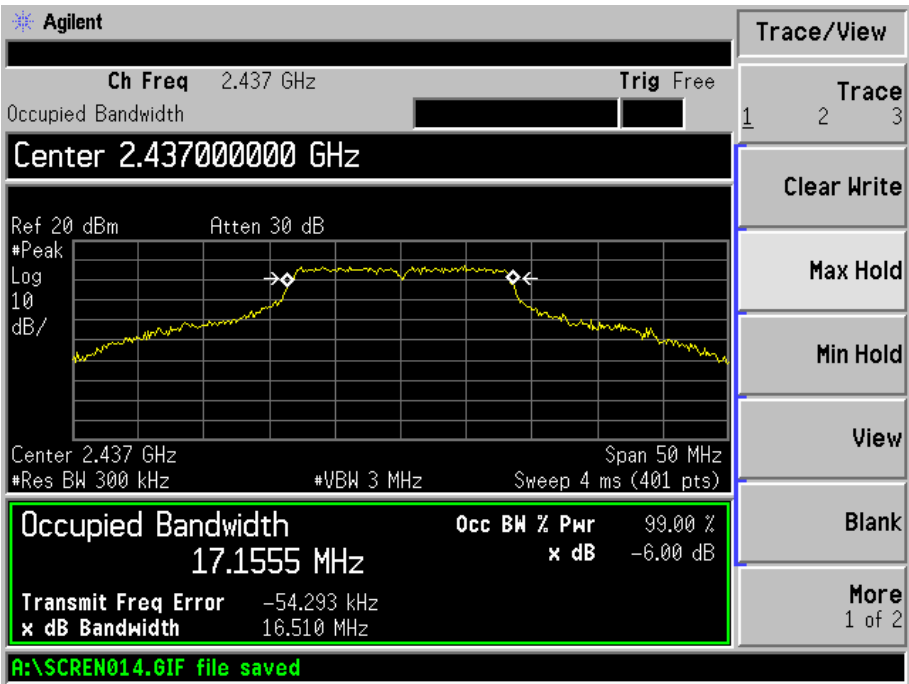 Agilent
Trace/View
Ch Freq 2.437 GHz Trig Free
Occupied Bandwidth
Trace
1 2 3
Center 2.437000000 GHz
Clear Write
Ref 20 dBm Atten 30 dB
#Peak
Log
10
dB/
Max Hold
Min Hold
View
Center 2.437 GHz Span 50 MHz
#Res BW 300 kHz #VBW 3 MHz Sweep 4 ms (401 pts)
Occupied Bandwidth
17.1555 MHz
Occ BW % Pwr 99.00 %
x dB -6.00 dB
Transmit Freq Error -54.293 kHz
x dB Bandwidth 16.510 MHz
Blank
More
1 of 2
A:\SCREN014.GIF file saved